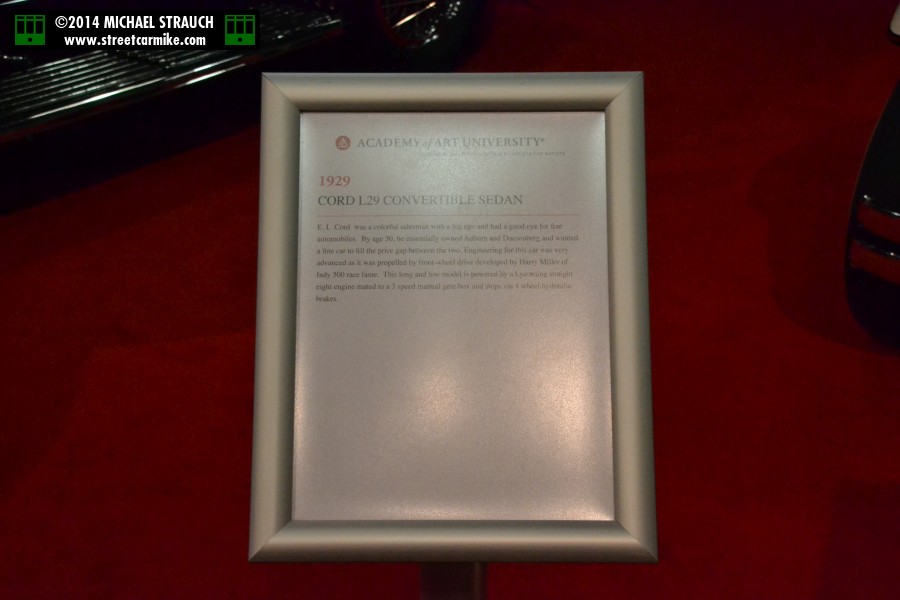 ©2014 MICHAEL STRAUCH
www.streetcarmike.com
ACADEMY of ART UNIVERSITY®
1929
CORD L29 CONVERTIBLE SEDAN
E. L. Cord was a colorful salesman with a big ego and had a good eye for fine
automobiles. By age 30, he essentially owned Auburn and Duesenberg and wanted
a fine car to fill the price gap between the two. Engineering for this car was very
advanced as it was propelled by front-wheel drive developed by Harry Miller of
Indy 500 race fame. This long and low model is powered by a Lycoming straight
eight engine mated to a 3 speed manual gear box and stops via 4 wheel hydraulic
brakes.